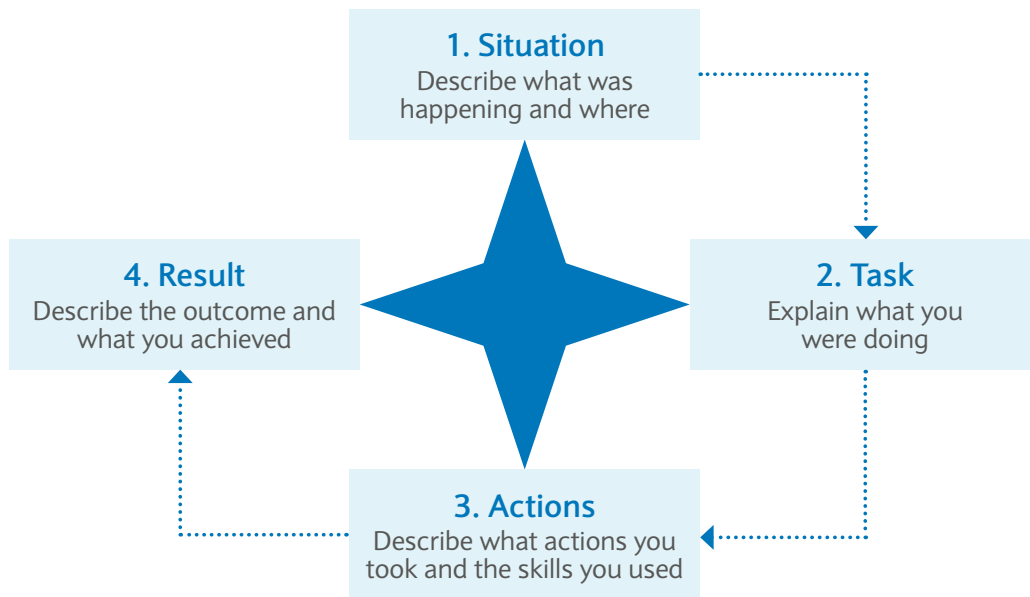 1. Situation
Describe what was
happening and where
2. Task
Explain what you
were doing
3. Actions
Describe what actions you
took and the skills you used
4. Result
Describe the outcome and
what you achieved